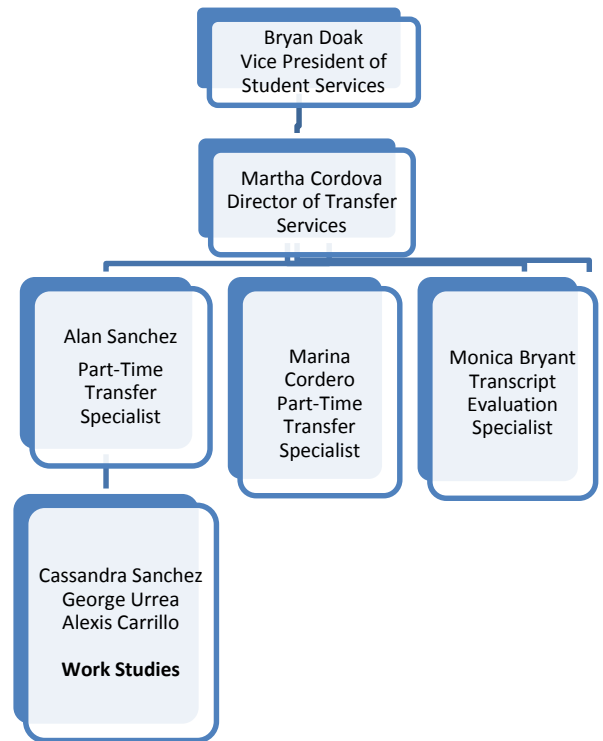 Bryan Doak
Vice President of
Student Services
Martha Cordova
Director of Transfer
Services
Alan Sanchez
Part-Time
Transfer
Specialist
Marina
Cordero
Part-Time
Transfer
Specialist
Monica Bryant
Transcript
Evaluation
Specialist
Cassandra Sanchez
George Urrea
Alexis Carrillo
Work Studies